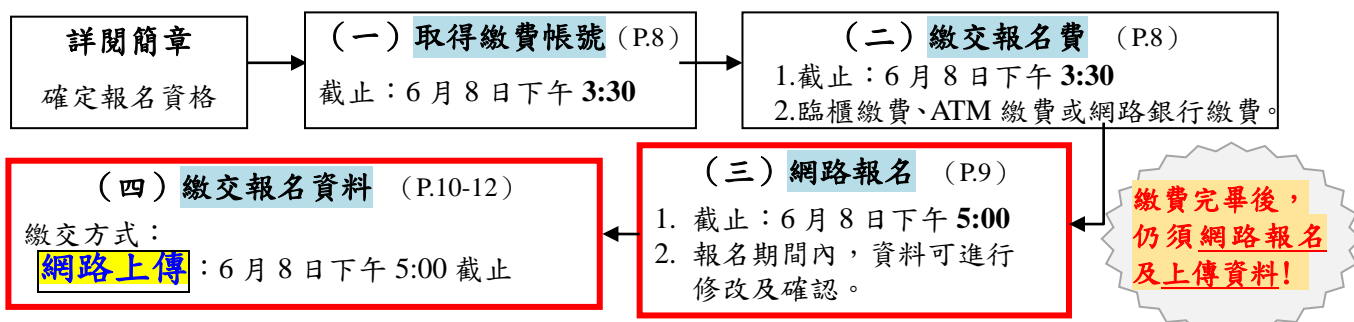 詳閱簡章
確定報名資格
(一)取得繳費帳號(P.8)
截止：6 月 8 日下午 3:30
(二)繳交報名費 (P.8)
1.截止：6 月 8 日下午 3:30
2.臨櫃繳費、ATM 繳費或網路銀行繳費。
(三)網路報名 (P.9)
1. 截止：6 月 8 日下午 5:00
2. 報名期間內，資料可進行
修改及確認。
繳費完畢後，
仍須網路報名
及上傳資料!
(四)繳交報名資料 (P.10-12)
繳交方式：
網路上傳：6 月 8 日下午 5:00 截止